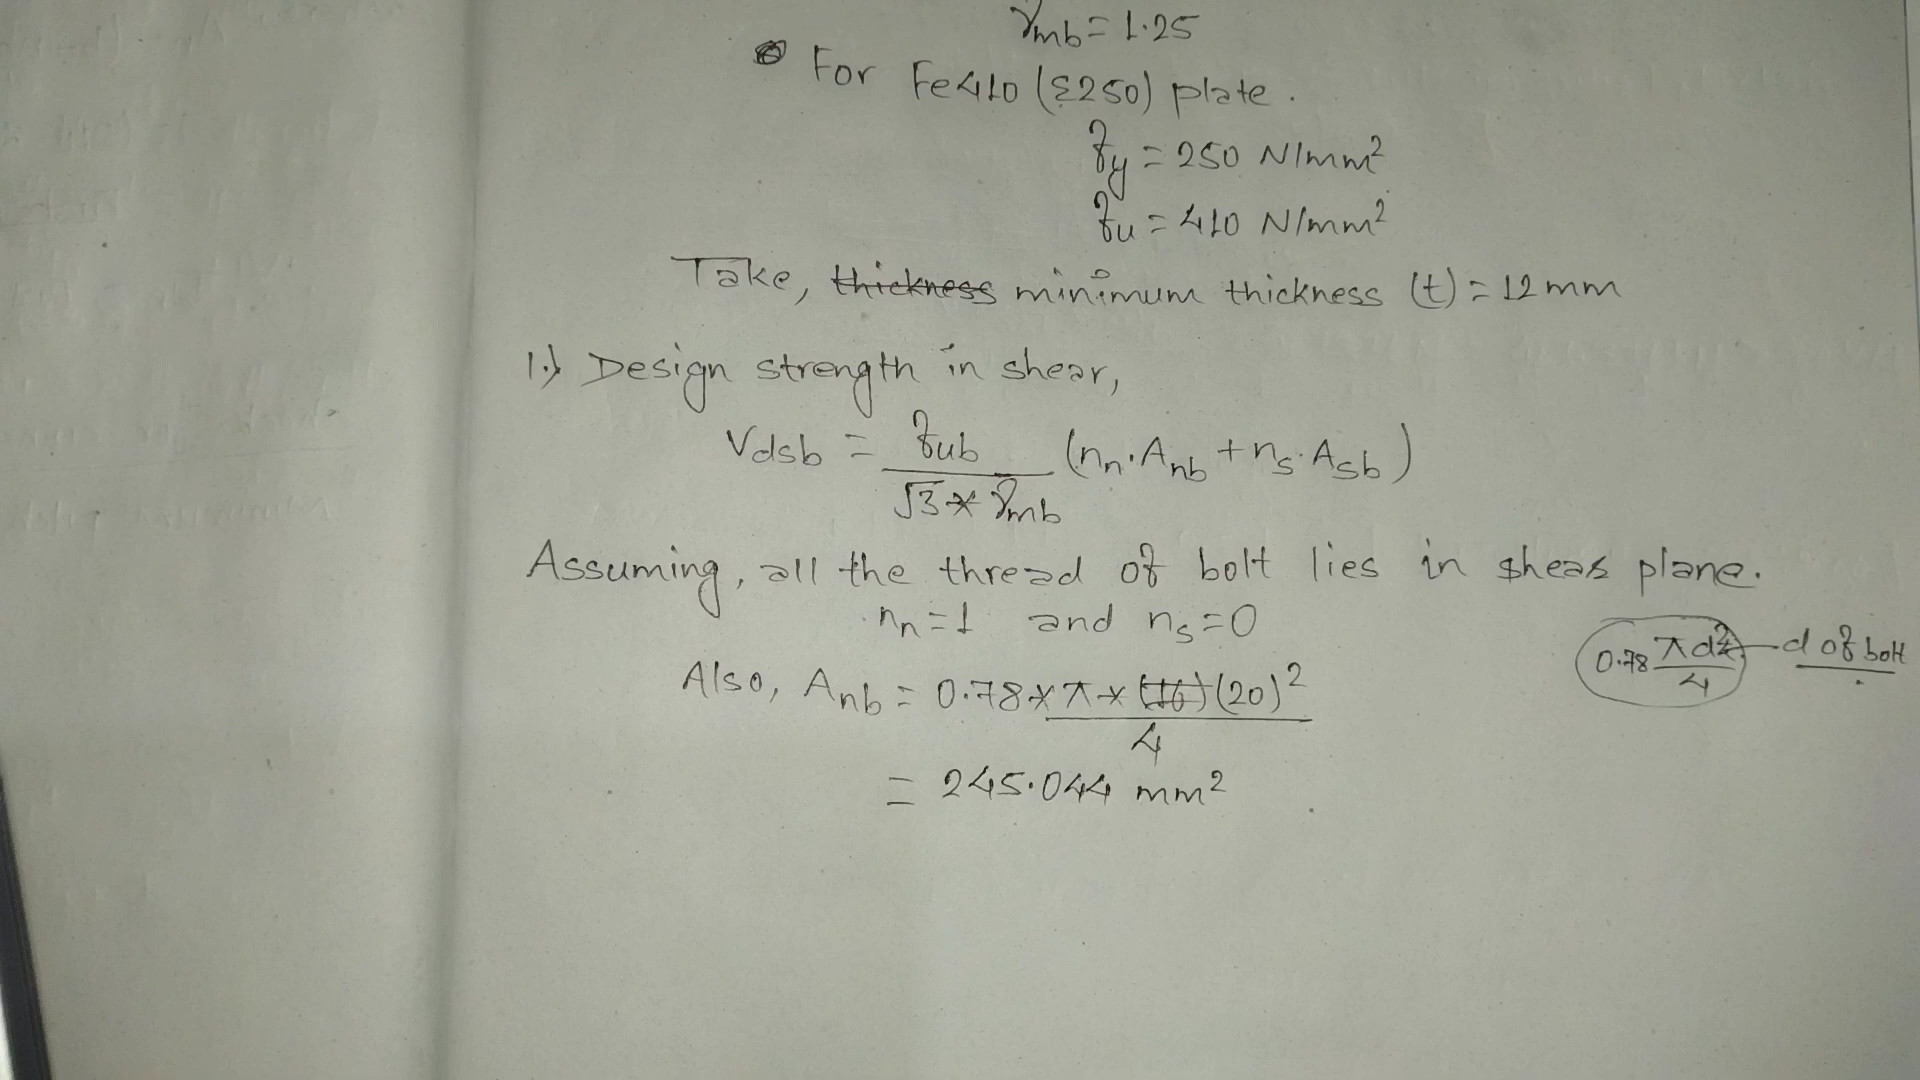 γmb = 1.25
For Fe410 (E250) plate.
fy = 250 N/mm²
fu = 410 N/mm²
Take, thickness minimum thickness (t) = 12 mm
1.) Design strength in shear,
Vdsb = fub / √3 * γmb (nn·Anb + ns·Asb)
Assuming, all the thread of bolt lies in shear plane.
nn = 1 and ns = 0
0.78 πd²/4 d of bolt
Also, Anb = 0.78 * π * (16) (20)² / 4
= 245.044 mm²